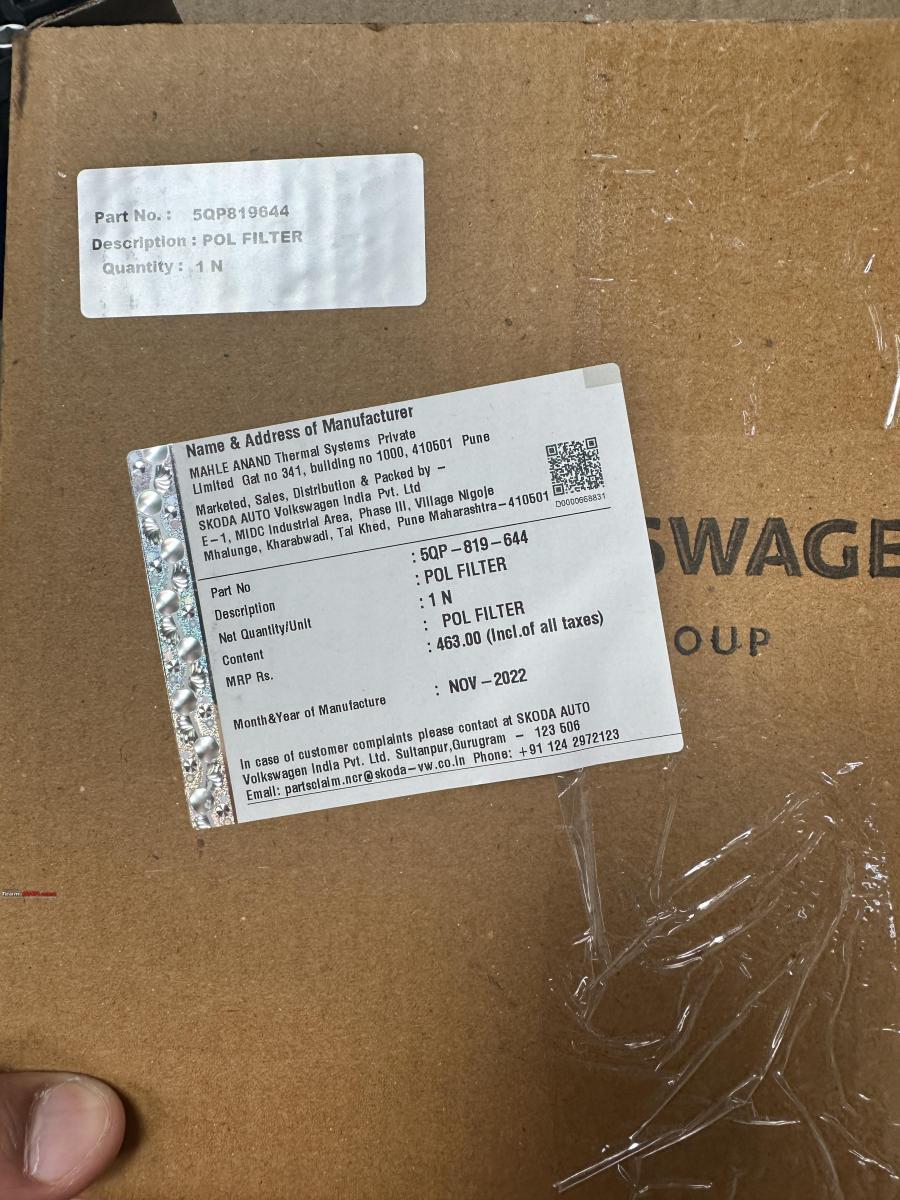 Part No. : 5QP819644
Description : POL FILTER
Quantity : 1 N
Name & Address of Manufacturer
MAHLE ANAND Thermal Systems Private
Limited Gat no 341, building no 1000, 410501 Pune
Marketed, Sales, Distribution & Packed by –
SKODA AUTO Volkswagen India Pvt. Ltd
E-1, MIDC Industrial Area, Phase III, Village Nigoje
Mhalunge, Kharabwadi, Tal Khed, Pune Maharashtra-410501
D0000668831
Part No : 5QP-819-644
Description : POL FILTER
Net Quantity/Unit : 1 N
Content : POL FILTER
MRP Rs. : 463.00 (Incl.of all taxes)
Month&Year of Manufacture : NOV-2022
In case of customer complaints please contact at SKODA AUTO
Volkswagen India Pvt. Ltd. Sultanpur,Gurugram – 123 506
Email: partsclaim.ncr@skoda-vw.co.in Phone: +91 124 2972123
SWAGE
OUP